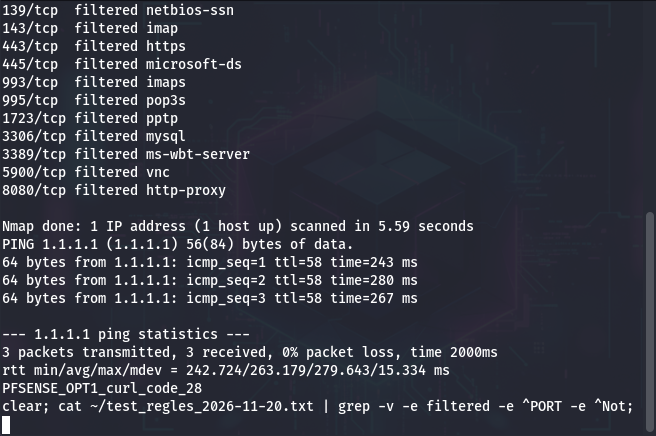 139/tcp  filtered netbios-ssn
143/tcp  filtered imap
443/tcp  filtered https
445/tcp  filtered microsoft-ds
993/tcp  filtered imaps
995/tcp  filtered pop3s
1723/tcp filtered pptp
3306/tcp filtered mysql
3389/tcp filtered ms-wbt-server
5900/tcp filtered vnc
8080/tcp filtered http-proxy
Nmap done: 1 IP address (1 host up) scanned in 5.59 seconds
PING 1.1.1.1 (1.1.1.1) 56(84) bytes of data.
64 bytes from 1.1.1.1: icmp_seq=1 ttl=58 time=243 ms
64 bytes from 1.1.1.1: icmp_seq=2 ttl=58 time=280 ms
64 bytes from 1.1.1.1: icmp_seq=3 ttl=58 time=267 ms
--- 1.1.1.1 ping statistics ---
3 packets transmitted, 3 received, 0% packet loss, time 2000ms
rtt min/avg/max/mdev = 242.724/263.179/279.643/15.334 ms
PFSENSE_OPT1_curl_code_28
clear; cat ~/test_regles_2026-11-20.txt | grep -v -e filtered -e ^PORT -e ^Not;